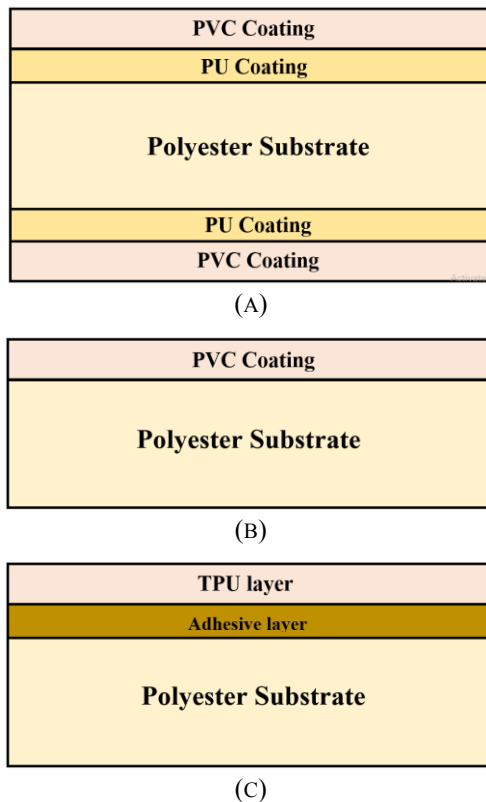 PVC Coating
PU Coating
Polyester Substrate
PU Coating
PVC Coating
Activate
(A)
PVC Coating
Polyester Substrate
(B)
TPU layer
Adhesive layer
Polyester Substrate
(C)